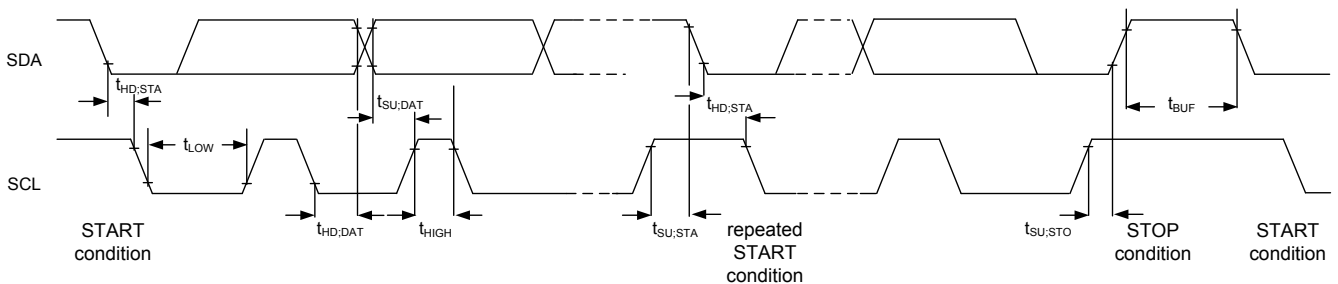 SDA
tHD;STA
tSU;DAT
tHD;STA
tBUF
tLOW
SCL
tHD;DAT
tHIGH
tSU;STA
tSU;STO
START
condition
repeated
START
condition
STOP
condition
START
condition